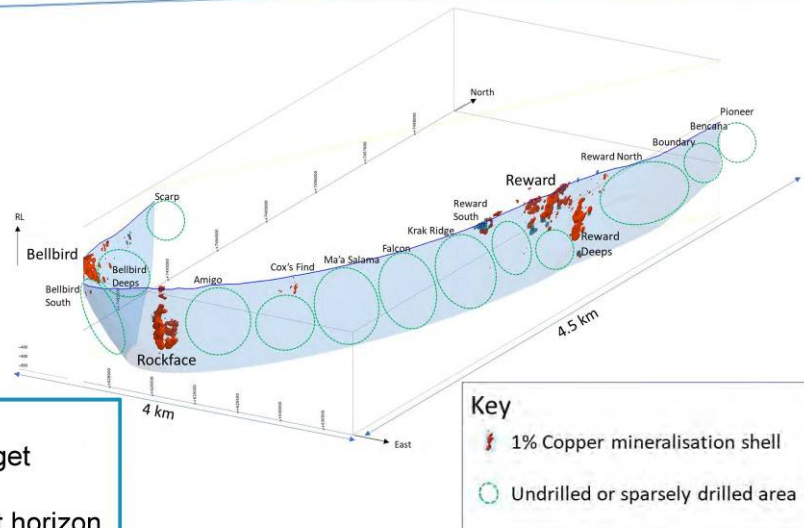 Pioneer
North
Bencana
Boundary
Reward North
Reward
Scarp
Reward
South
RL
Krak Ridge
Reward
Deeps
Bellbird
Falcon
Bellbird
Deeps
Ma'a Salama
Cox's Find
Amigo
Bellbird
South
Rockface
4.5 km
4 km
East
Key
1% Copper mineralisation shell
Undrilled or sparsely drilled area
get
t horizon